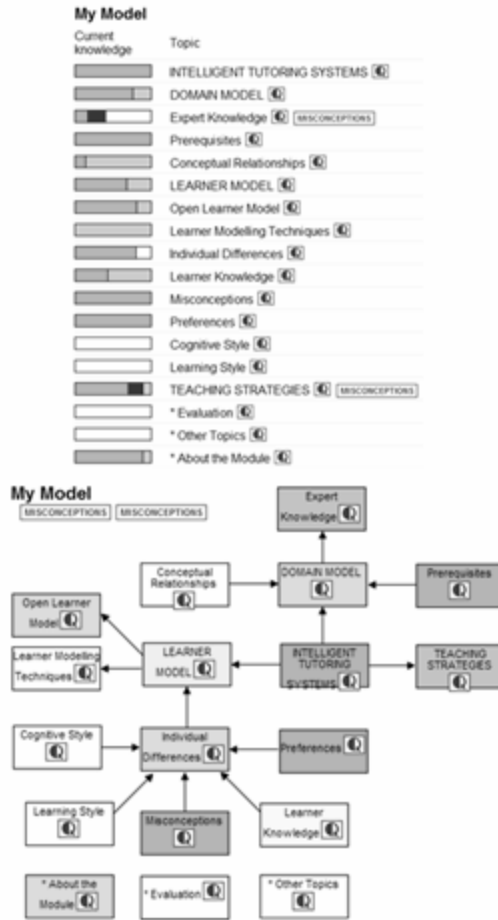 My Model
Current
knowledge
Topic
INTELLIGENT TUTORING SYSTEMS
DOMAIN MODEL
Expert Knowledge
MISCONCEPTIONS
Prerequisites
Conceptual Relationships
LEARNER MODEL
Open Learner Model
Learner Modelling Techniques
Individual Differences
Learner Knowledge
Misconceptions
Preferences
Cognitive Style
Learning Style
TEACHING STRATEGIES
MISCONCEPTIONS
* Evaluation
* Other Topics
* About the Module
My Model
MISCONCEPTIONS MISCONCEPTIONS
Expert
Knowledge
Conceptual
Relationships
DOMAIN MODEL
Prerequisites
Open Learner
Model
Learner Modelling
Techniques
LEARNER
MODEL
INTELLIGENT
TUTORING
SYSTEMS
TEACHING
STRATEGIES
Cognitive Style
Individual
Differences
Preferences
Learning Style
Misconceptions
Learner
Knowledge
* About the
Module
* Evaluation
* Other Topics